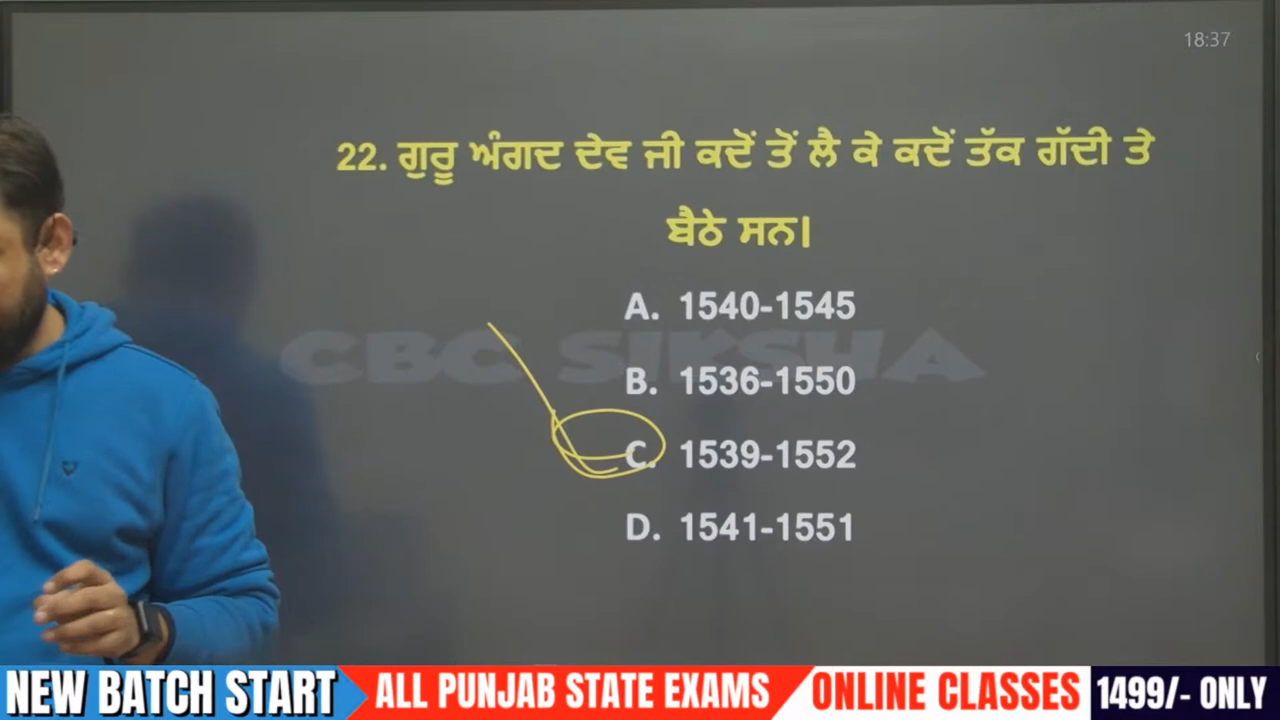 18:37
22. ਗੁਰੂ ਅੰਗਦ ਦੇਵ ਜੀ ਕਦੋਂ ਤੋਂ ਲੈ ਕੇ ਕਦੋਂ ਤੱਕ ਗੱਦੀ ਤੇ
ਬੈਠੇ ਸਨ।
A. 1540-1545
CBC SIKSHA
B. 1536-1550
C. 1539-1552
D. 1541-1551
NEW BATCH START ALL PUNJAB STATE EXAMS ONLINE CLASSES 1499/- ONLY